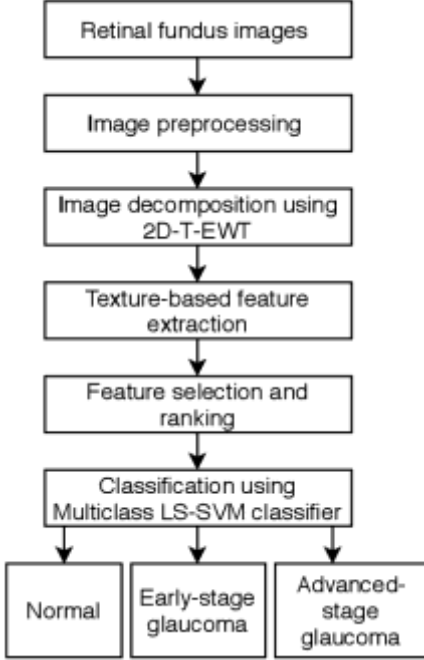 Retinal fundus images
Image preprocessing
Image decomposition using
2D-T-EWT
Texture-based feature
extraction
Feature selection and
ranking
Classification using
Multiclass LS-SVM classifier
Normal
Early-stage
glaucoma
Advanced-
stage
glaucoma